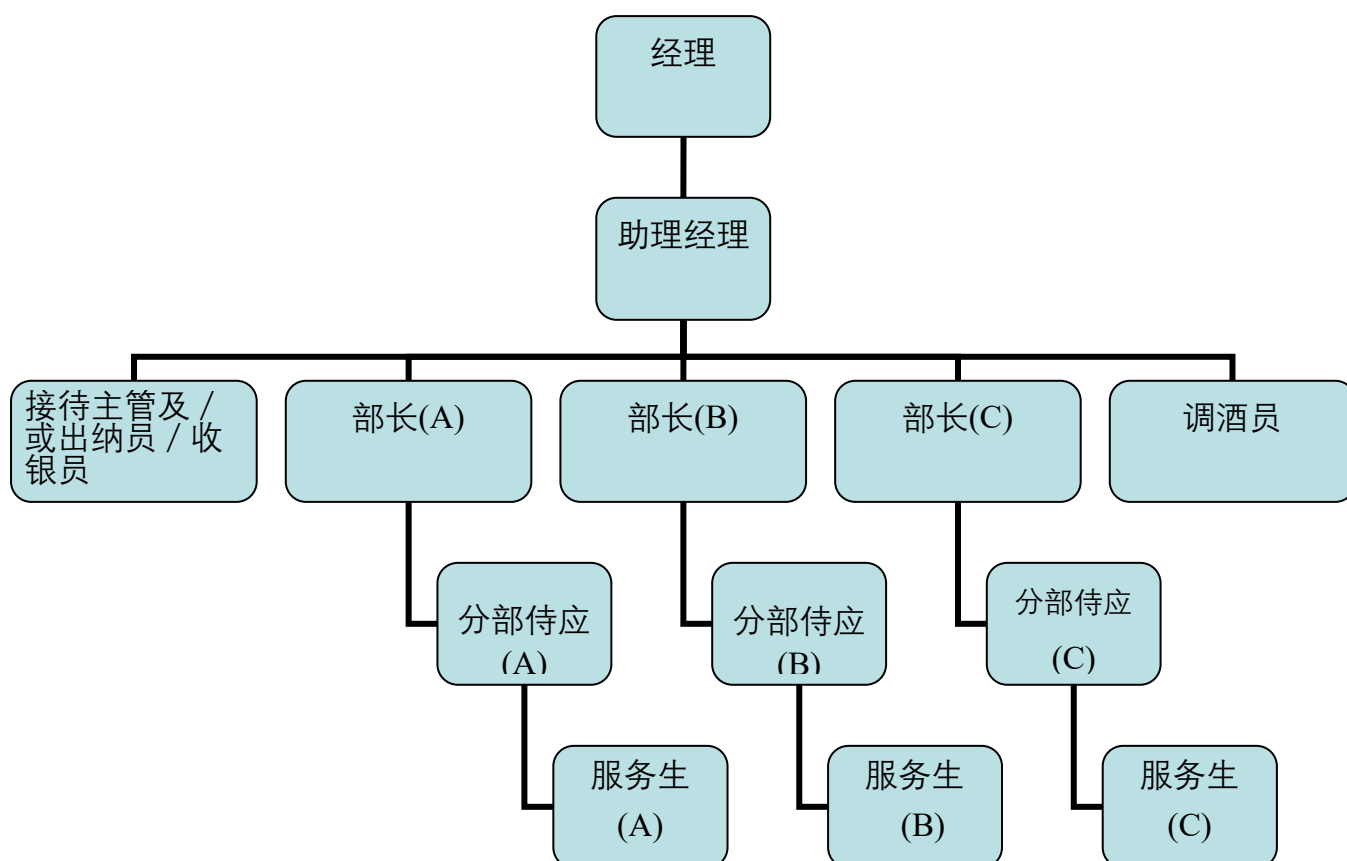 经理
助理经理
接待主管及／
或出纳员／收
银员
部长(A)
部长(B)
部长(C)
调酒员
分部侍应
(A)
分部侍应
(B)
分部侍应
(C)
服务生
(A)
服务生
(B)
服务生
(C)